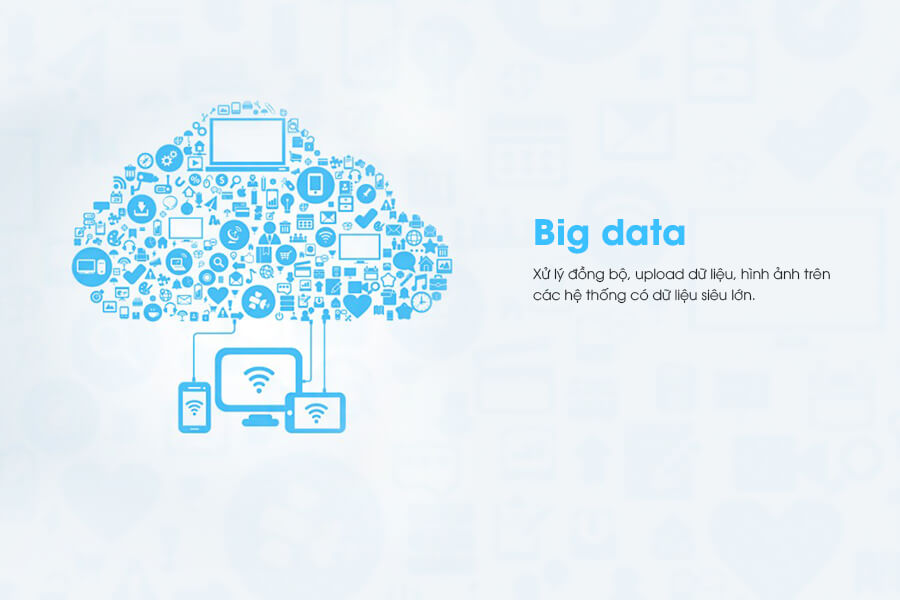 Big data
Xử lý đồng bộ, upload dữ liệu, hình ảnh trên
các hệ thống có dữ liệu siêu lớn.